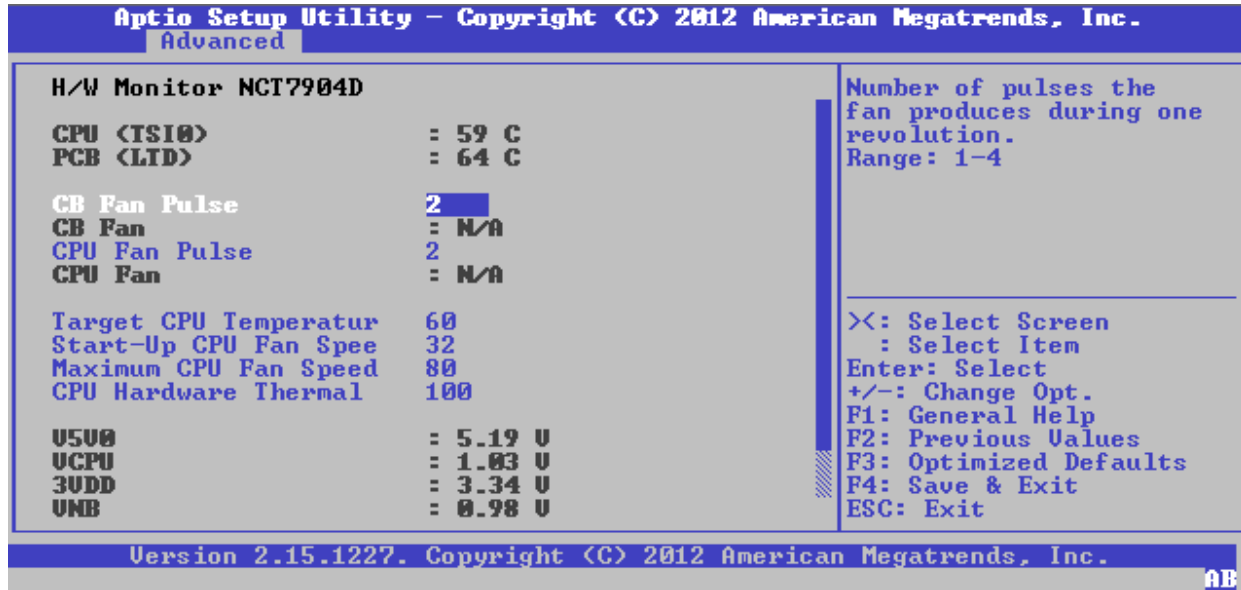 Aptio Setup Utility – Copyright (C) 2012 American Megatrends, Inc.
Advanced
H/W Monitor NCT7904D
CPU (TSI0) : 59 C
PCB (LTD) : 64 C
CB Fan Pulse 2
CB Fan : N/A
CPU Fan Pulse 2
CPU Fan : N/A
Target CPU Temperatur 60
Start-Up CPU Fan Spee 32
Maximum CPU Fan Speed 80
CPU Hardware Thermal 100
V5V0 : 5.19 V
VCPU : 1.03 V
3VDD : 3.34 V
VNB : 0.98 V
Number of pulses the
fan produces during one
revolution.
Range: 1-4
><: Select Screen
: Select Item
Enter: Select
+/-: Change Opt.
F1: General Help
F2: Previous Values
F3: Optimized Defaults
F4: Save & Exit
ESC: Exit
Version 2.15.1227. Copyright (C) 2012 American Megatrends, Inc.
AB